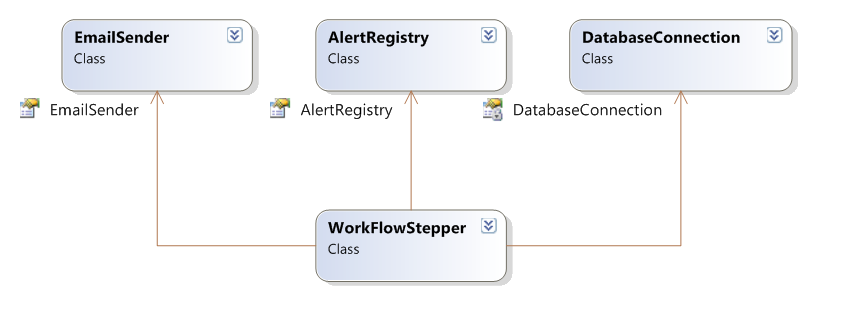 EmailSender
Class
AlertRegistry
Class
DatabaseConnection
Class
EmailSender
AlertRegistry
DatabaseConnection
WorkFlowStepper
Class